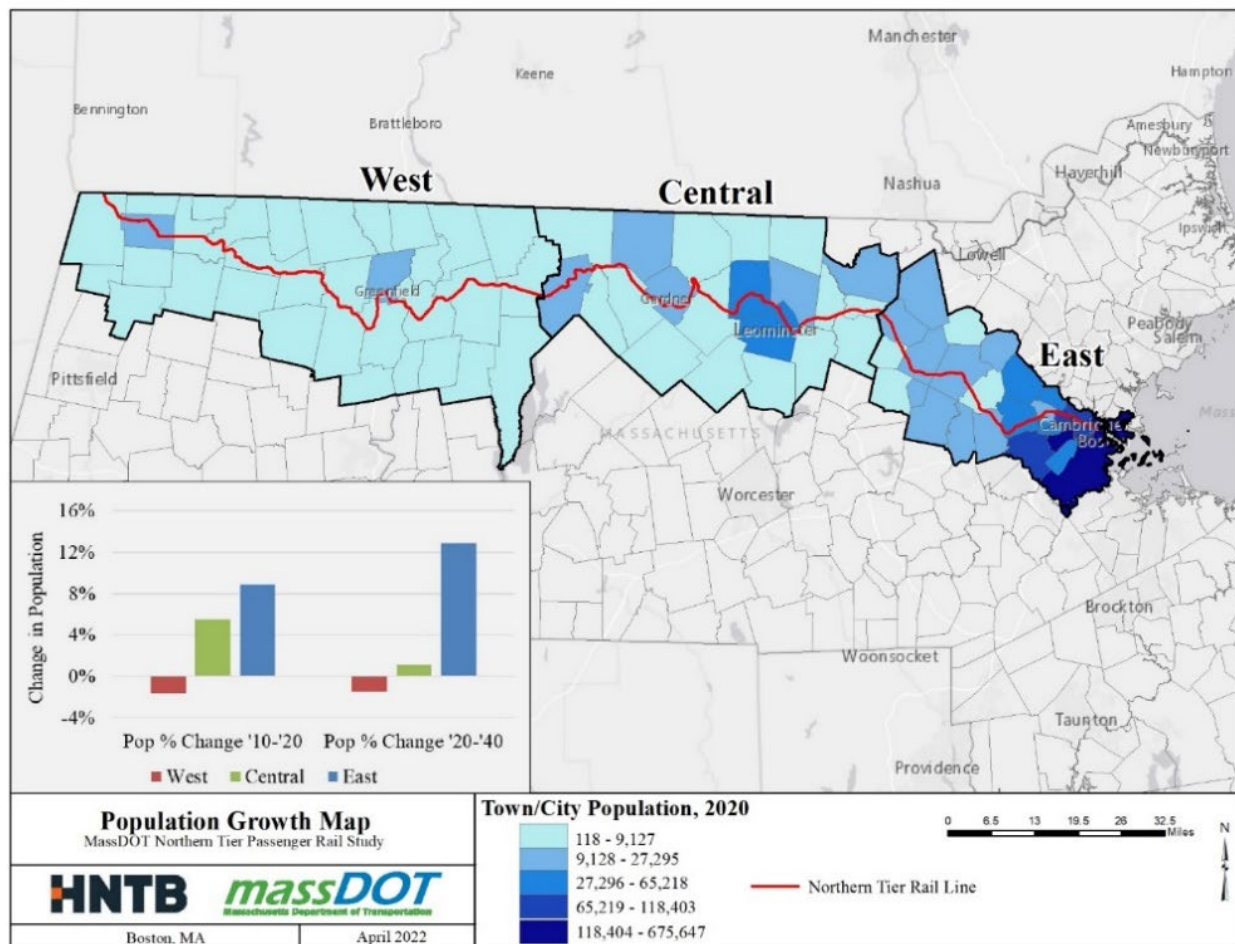 Manchester
Hampton
Keene
Bennington
Amesbury
Brattleboro
Newburyport
Haverhill
West
Central
Nashua
Ipswich
Lowell
Greenfield
Gardner
Leominster
Peabody
Salem
East
Pittsfield
Cambridge
Bos
Mass
MASSACHUSETTS
Worcester
Brockton
Woonsocket
Taunton
Providence
16%
12%
8%
4%
0%
-4%
Change in Population
Pop % Change '10-'20 Pop % Change '20-'40
West Central East
Population Growth Map
MassDOT Northern Tier Passenger Rail Study
HNTB massDOT
Massachusetts Department of Transportation
Boston, MA April 2022
Town/City Population, 2020
118 - 9,127
9,128 - 27,295
27,296 - 65,218
65,219 - 118,403
118,404 - 675,647
Northern Tier Rail Line
0 6.5 13 19.5 26 32.5
Miles
N